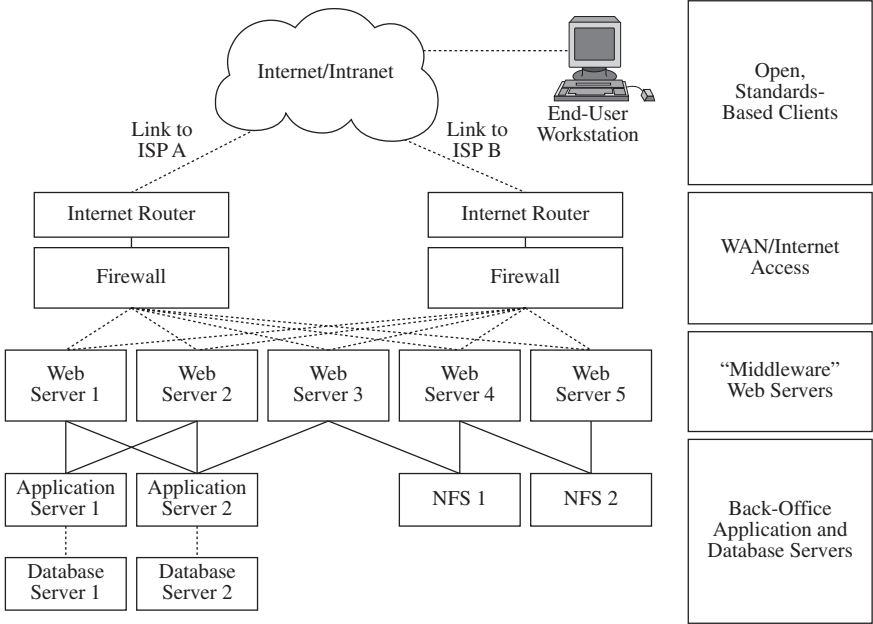 Internet/Intranet
End-User
Workstation
Open,
Standards-
Based Clients
Link to
ISP A
Link to
ISP B
Internet Router
Internet Router
Firewall
Firewall
WAN/Internet
Access
Web
Server 1
Web
Server 2
Web
Server 3
Web
Server 4
Web
Server 5
“Middleware”
Web Servers
Application
Server 1
Application
Server 2
NFS 1
NFS 2
Back-Office
Application and
Database Servers
Database
Server 1
Database
Server 2